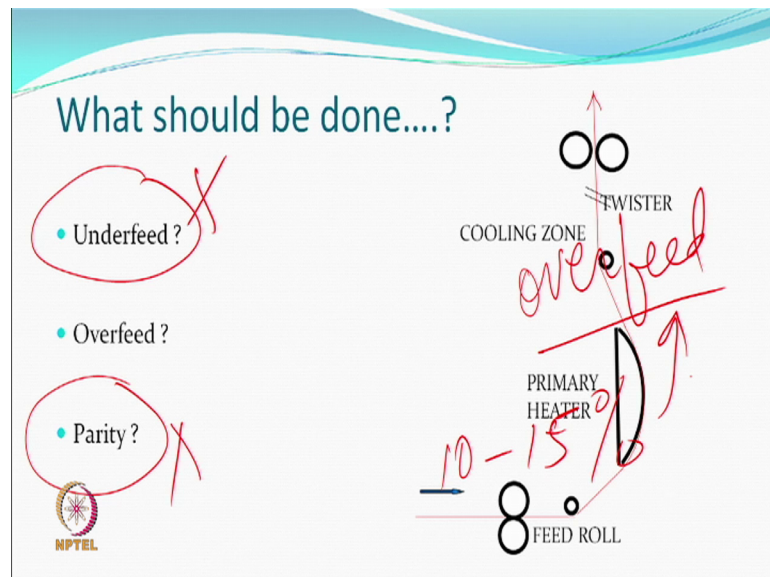 What should be done....?
• Underfeed ?
• Overfeed ?
• Parity ?
TWISTER
COOLING ZONE
overfeed
PRIMARY
HEATER
10-15%
FEED ROLL
NPTEL